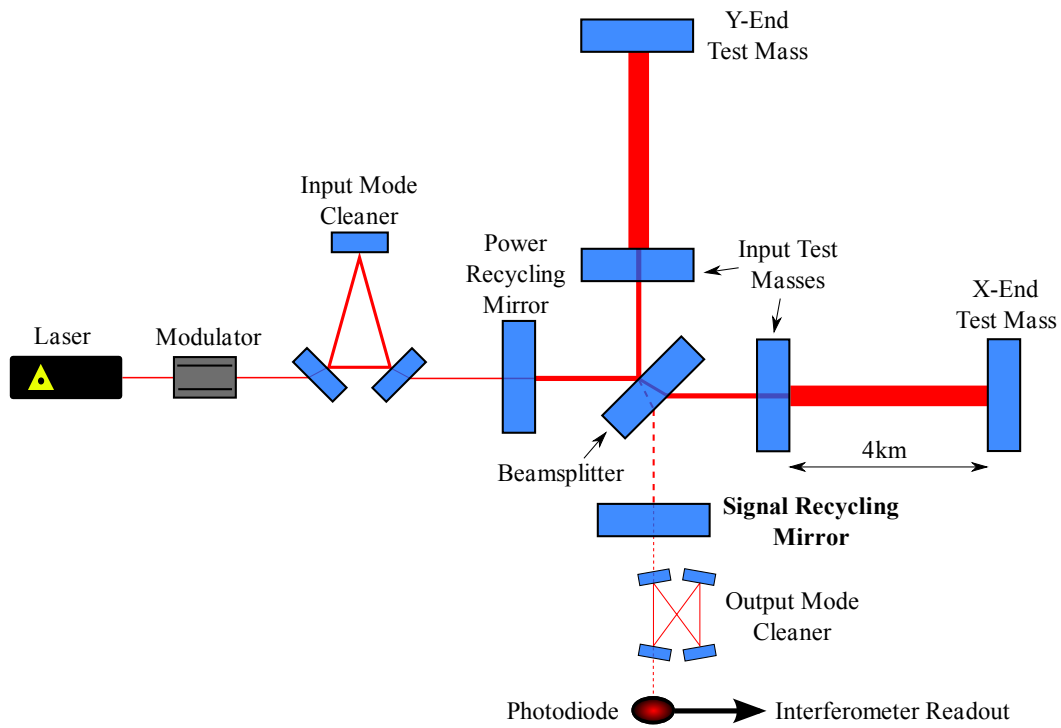 Y-End
Test Mass
Input Mode
Cleaner
Power
Recycling
Mirror
Input Test
Masses
X-End
Test Mass
Laser
Modulator
Beamsplitter
4km
Signal Recycling
Mirror
Output Mode
Cleaner
Photodiode
Interferometer Readout